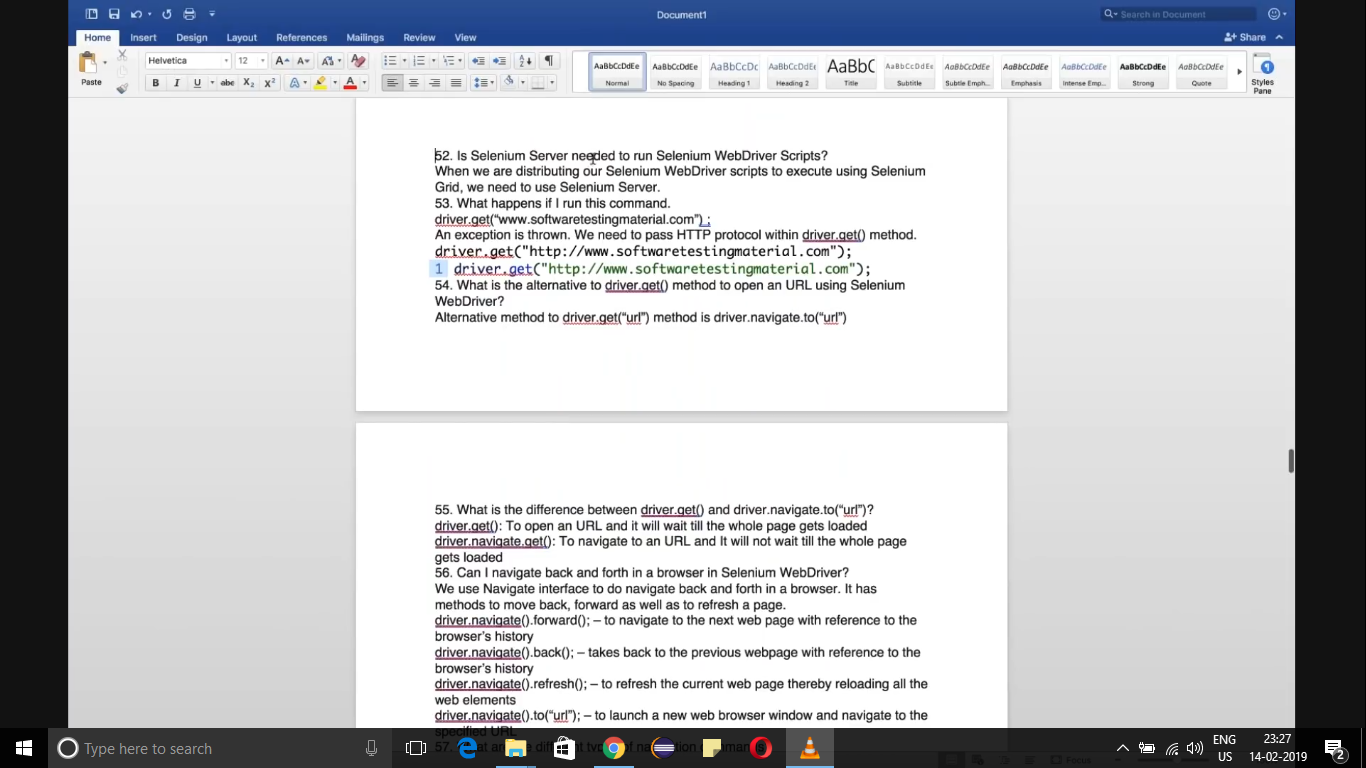 Document1
Search in Document
Home Insert Design Layout References Mailings Review View
Share
Paste
Helvetica 12
B I U abc X2 X2 A A
AaBbCcDdEe AaBbCcDdEe AaBbCcDc AaBbCcDdEe AaBbC AaBbCcDdEe AaBbCcDdEe AaBbCcDdEe AaBbCcDdEe AaBbCcDdEe AaBbCcDdEe
Normal No Spacing Heading 1 Heading 2 Title Subtitle Subtle Emph... Emphasis Intense Emp... Strong Quote
Styles
Pane
52. Is Selenium Server needed to run Selenium WebDriver Scripts?
When we are distributing our Selenium WebDriver scripts to execute using Selenium
Grid, we need to use Selenium Server.
53. What happens if I run this command.
driver.get(“www.softwaretestingmaterial.com”) ;
An exception is thrown. We need to pass HTTP protocol within driver.get() method.
driver.get("http://www.softwaretestingmaterial.com");
1 driver.get("http://www.softwaretestingmaterial.com");
54. What is the alternative to driver.get() method to open an URL using Selenium
WebDriver?
Alternative method to driver.get(“url”) method is driver.navigate.to(“url”)
55. What is the difference between driver.get() and driver.navigate.to(“url”)?
driver.get(): To open an URL and it will wait till the whole page gets loaded
driver.navigate.get(): To navigate to an URL and It will not wait till the whole page
gets loaded
56. Can I navigate back and forth in a browser in Selenium WebDriver?
We use Navigate interface to do navigate back and forth in a browser. It has
methods to move back, forward as well as to refresh a page.
driver.navigate().forward(); – to navigate to the next web page with reference to the
browser’s history
driver.navigate().back(); – takes back to the previous webpage with reference to the
browser’s history
driver.navigate().refresh(); – to refresh the current web page thereby reloading all the
web elements
driver.navigate().to(“url”); – to launch a new web browser window and navigate to the
specified URL
57. What are different types of navigation
Type here to search
ENG 23:27
US 14-02-2019
2